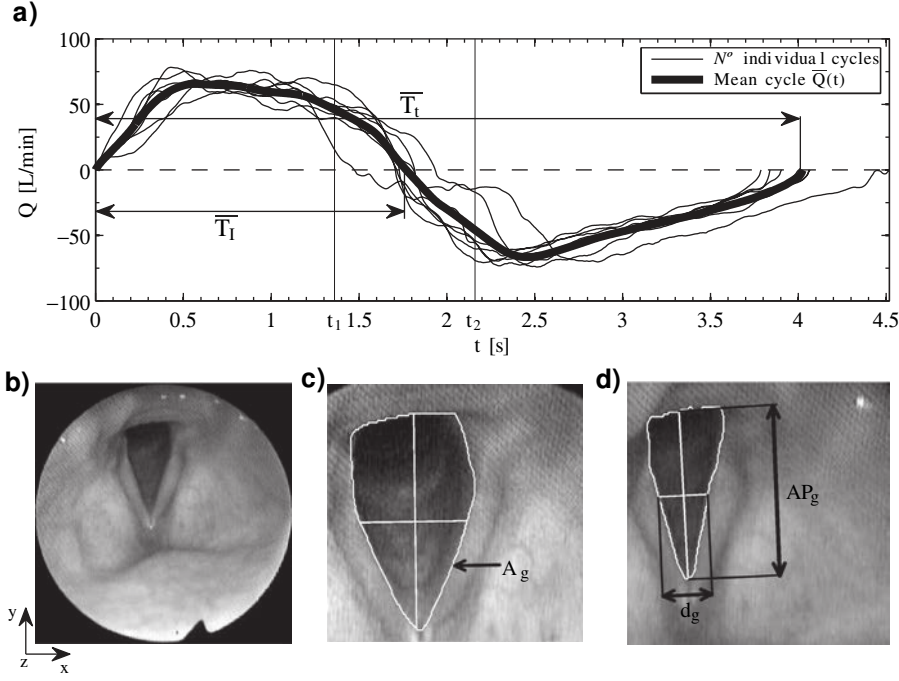 a)
100
50
0
−50
−100
Q [L/min]
Nº individual cycles
Mean cycle Q̅(t)
T̅t
T̅I
0 0.5 1 t1 1.5 2 t2 2.5 3 3.5 4 4.5
t [s]
b)
c)
d)
Ag
APg
dg
y
z
x